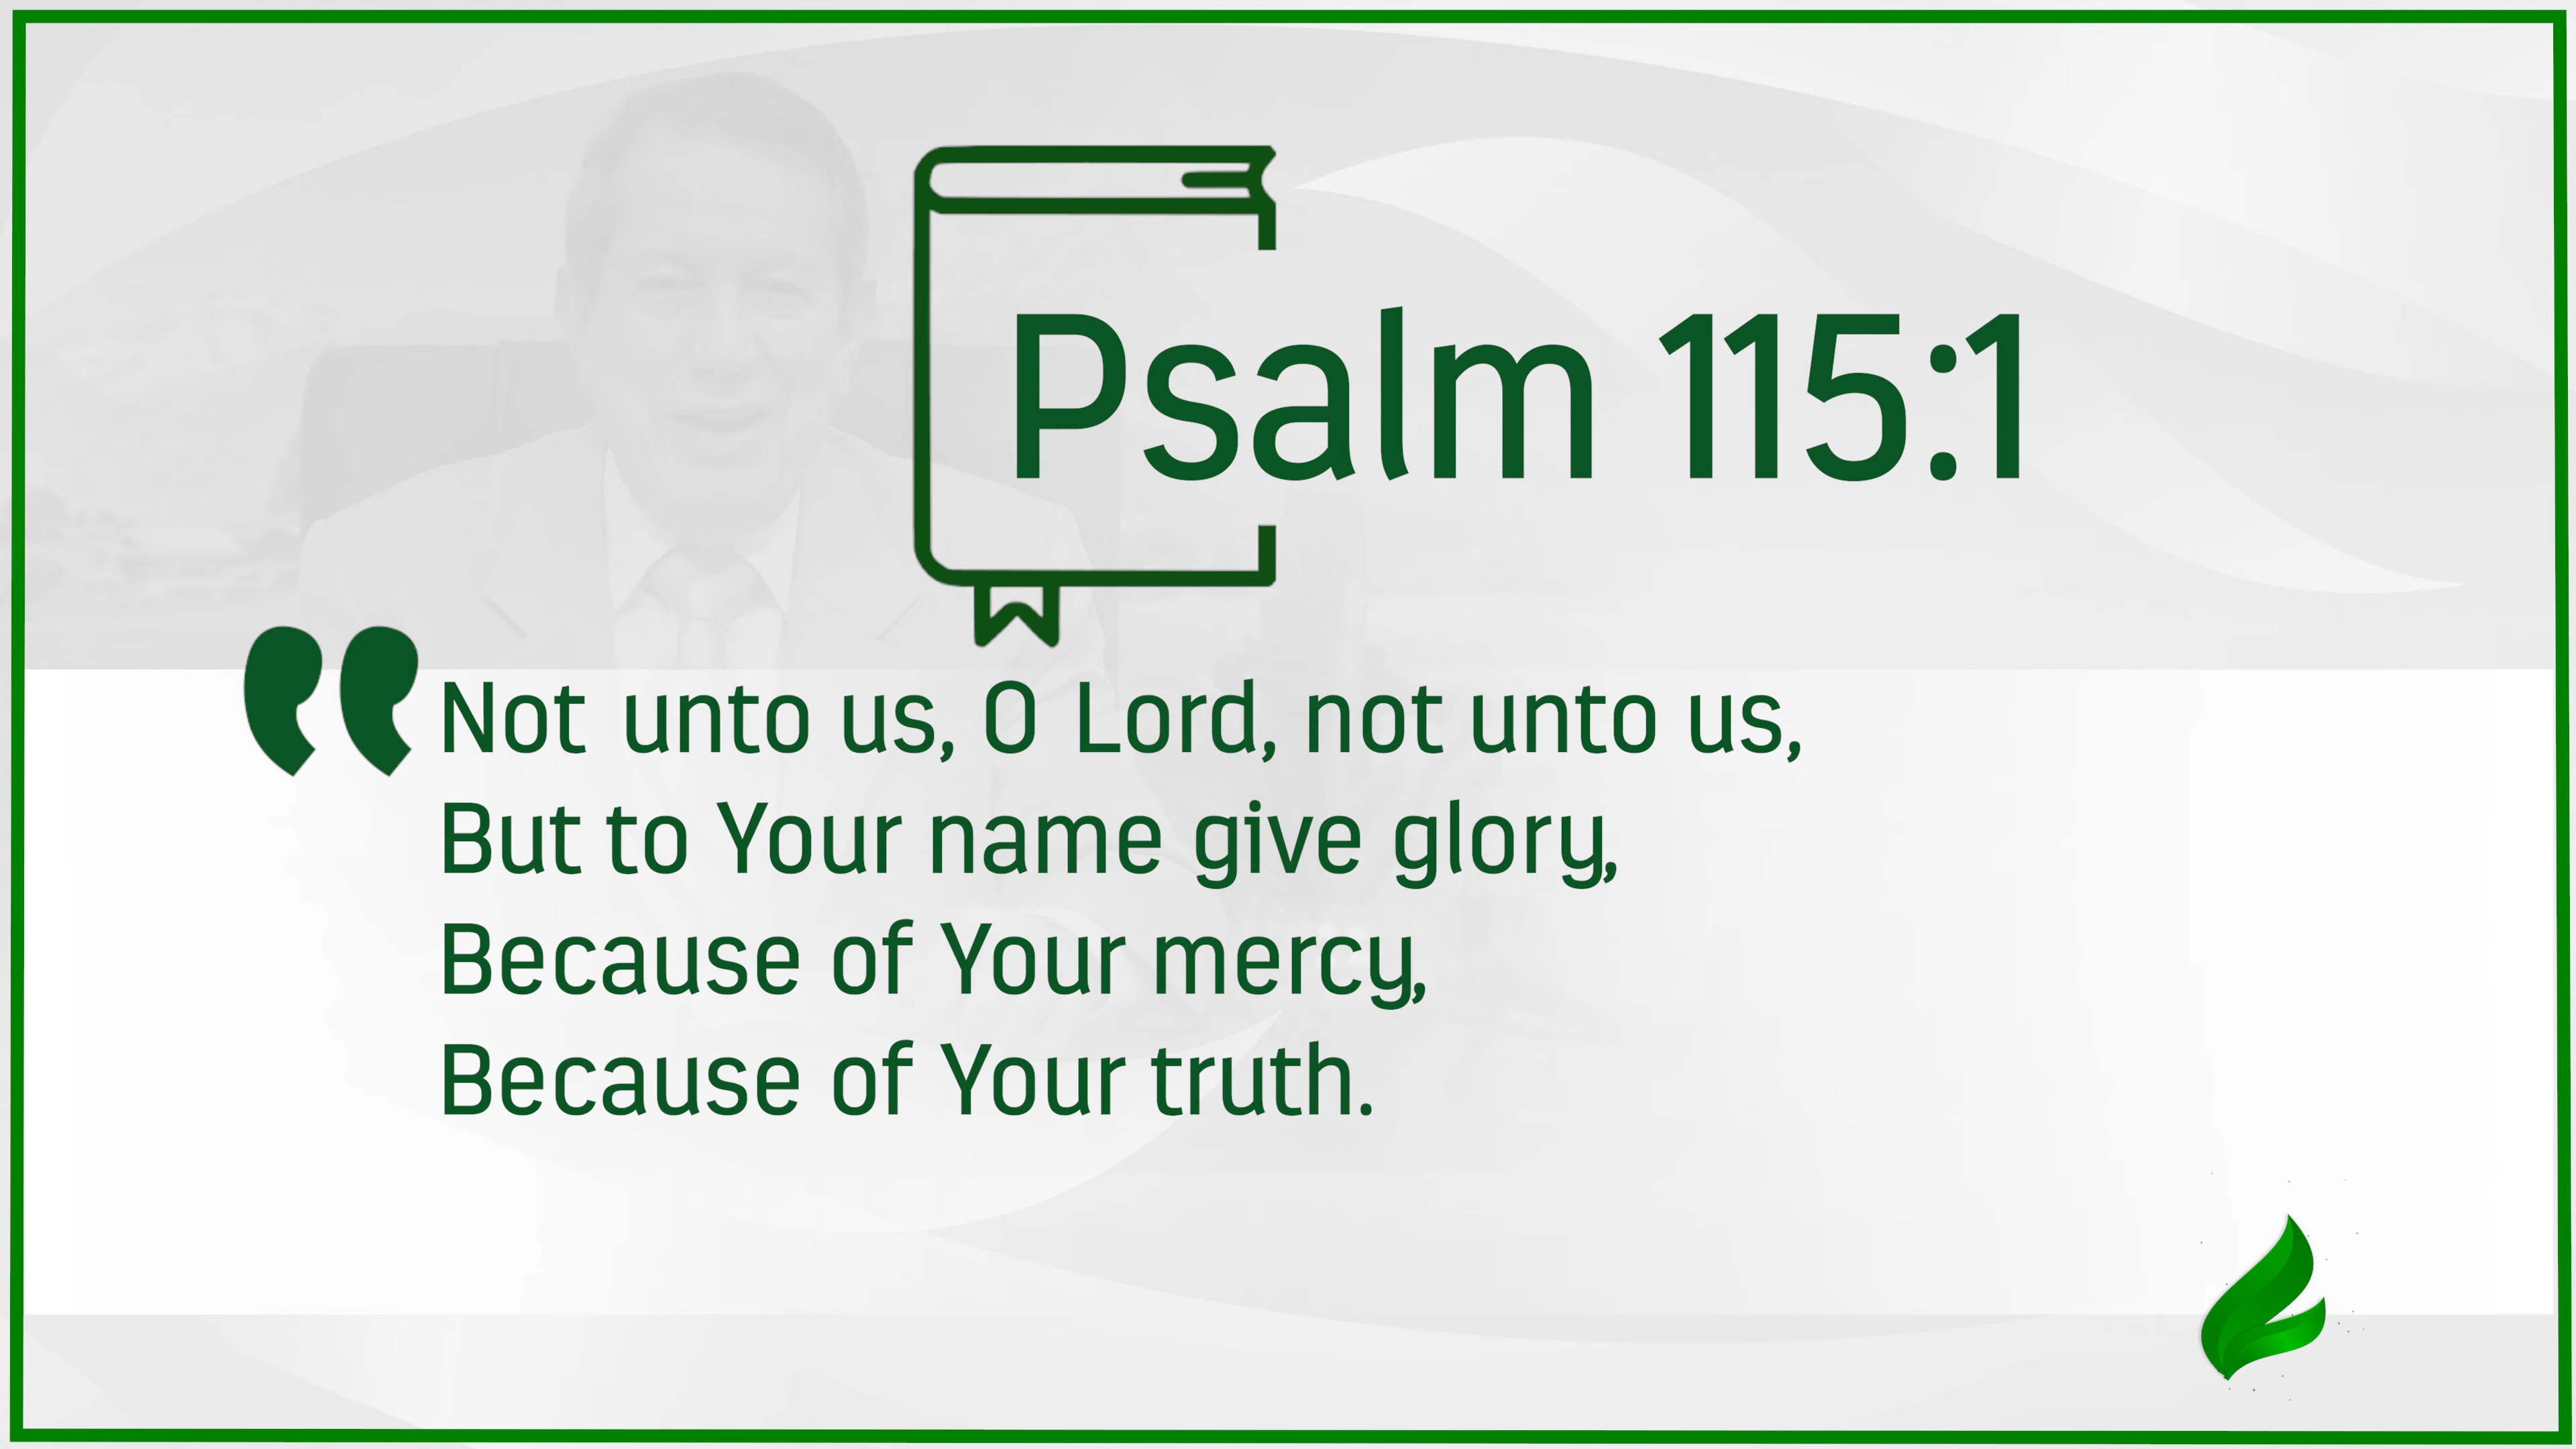 Psalm 115:1
Not unto us, O Lord, not unto us,
But to Your name give glory,
Because of Your mercy,
Because of Your truth.